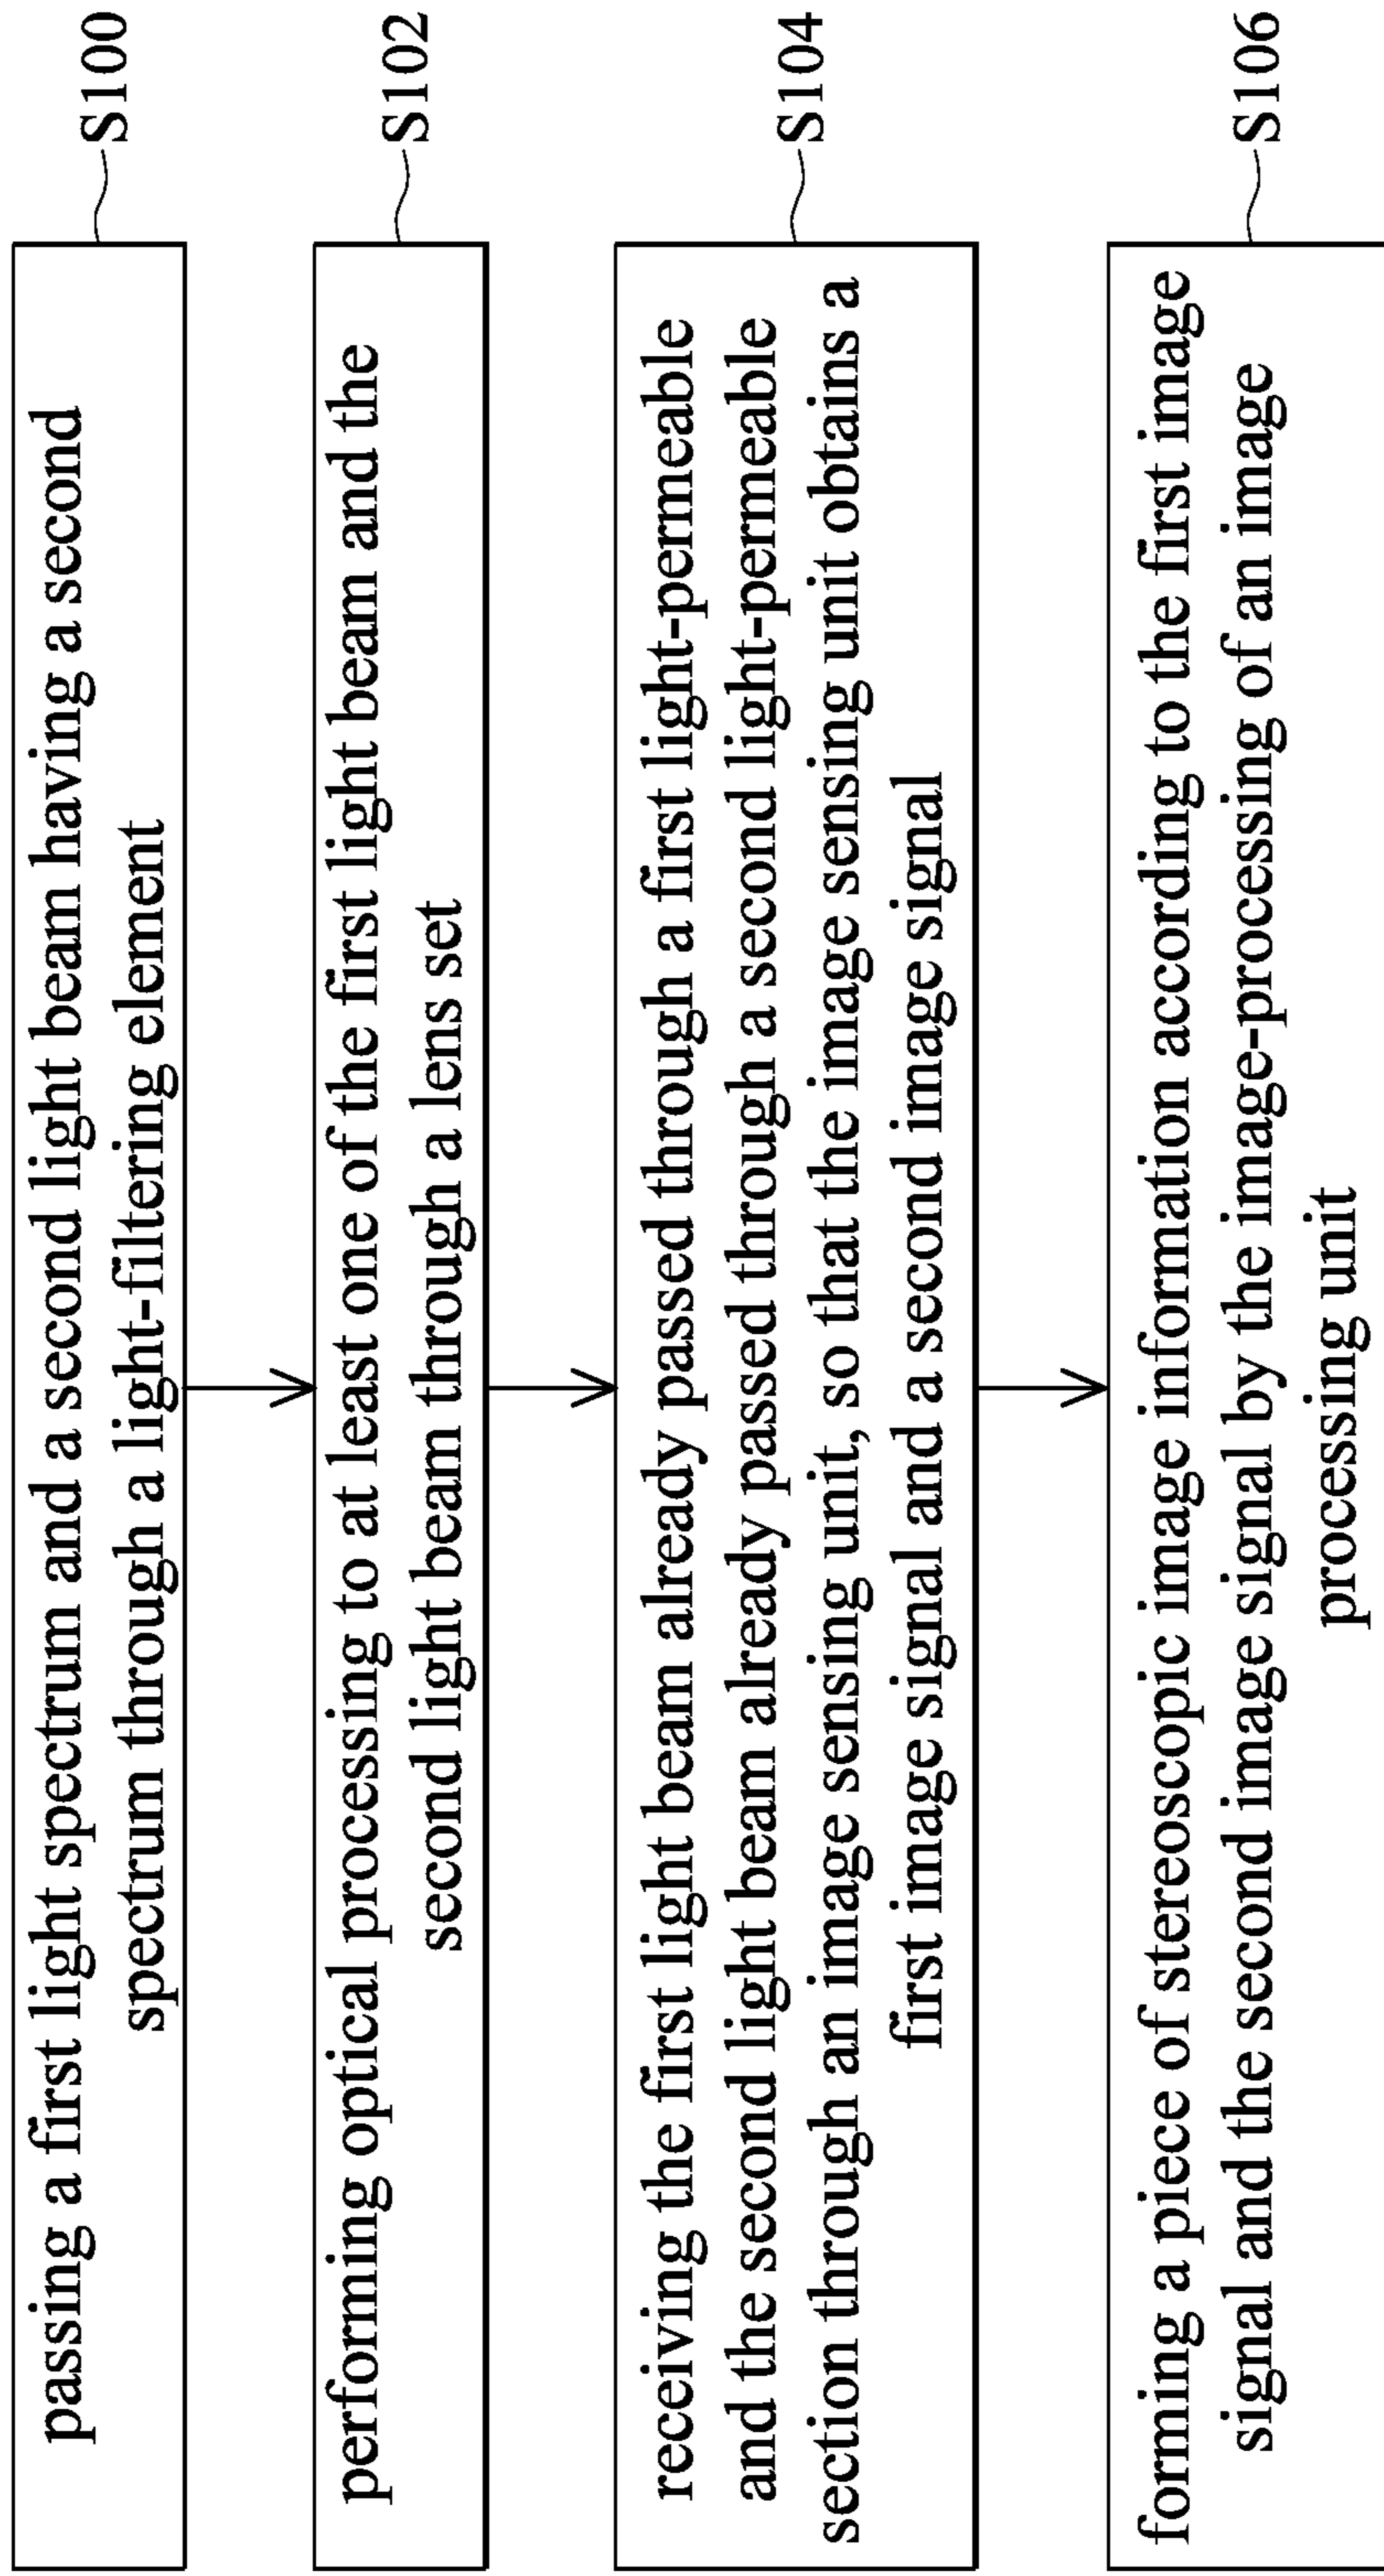 passing a first light spectrum and a second light beam having a second
spectrum through a light-filtering element
S100
performing optical processing to at least one of the first light beam and the
second light beam through a lens set
S102
receiving the first light beam already passed through a first light-permeable
and the second light beam already passed through a second light-permeable
section through an image sensing unit, so that the image sensing unit obtains a
first image signal and a second image signal
S104
forming a piece of stereoscopic image information according to the first image
signal and the second image signal by the image-processing of an image
processing unit
S106